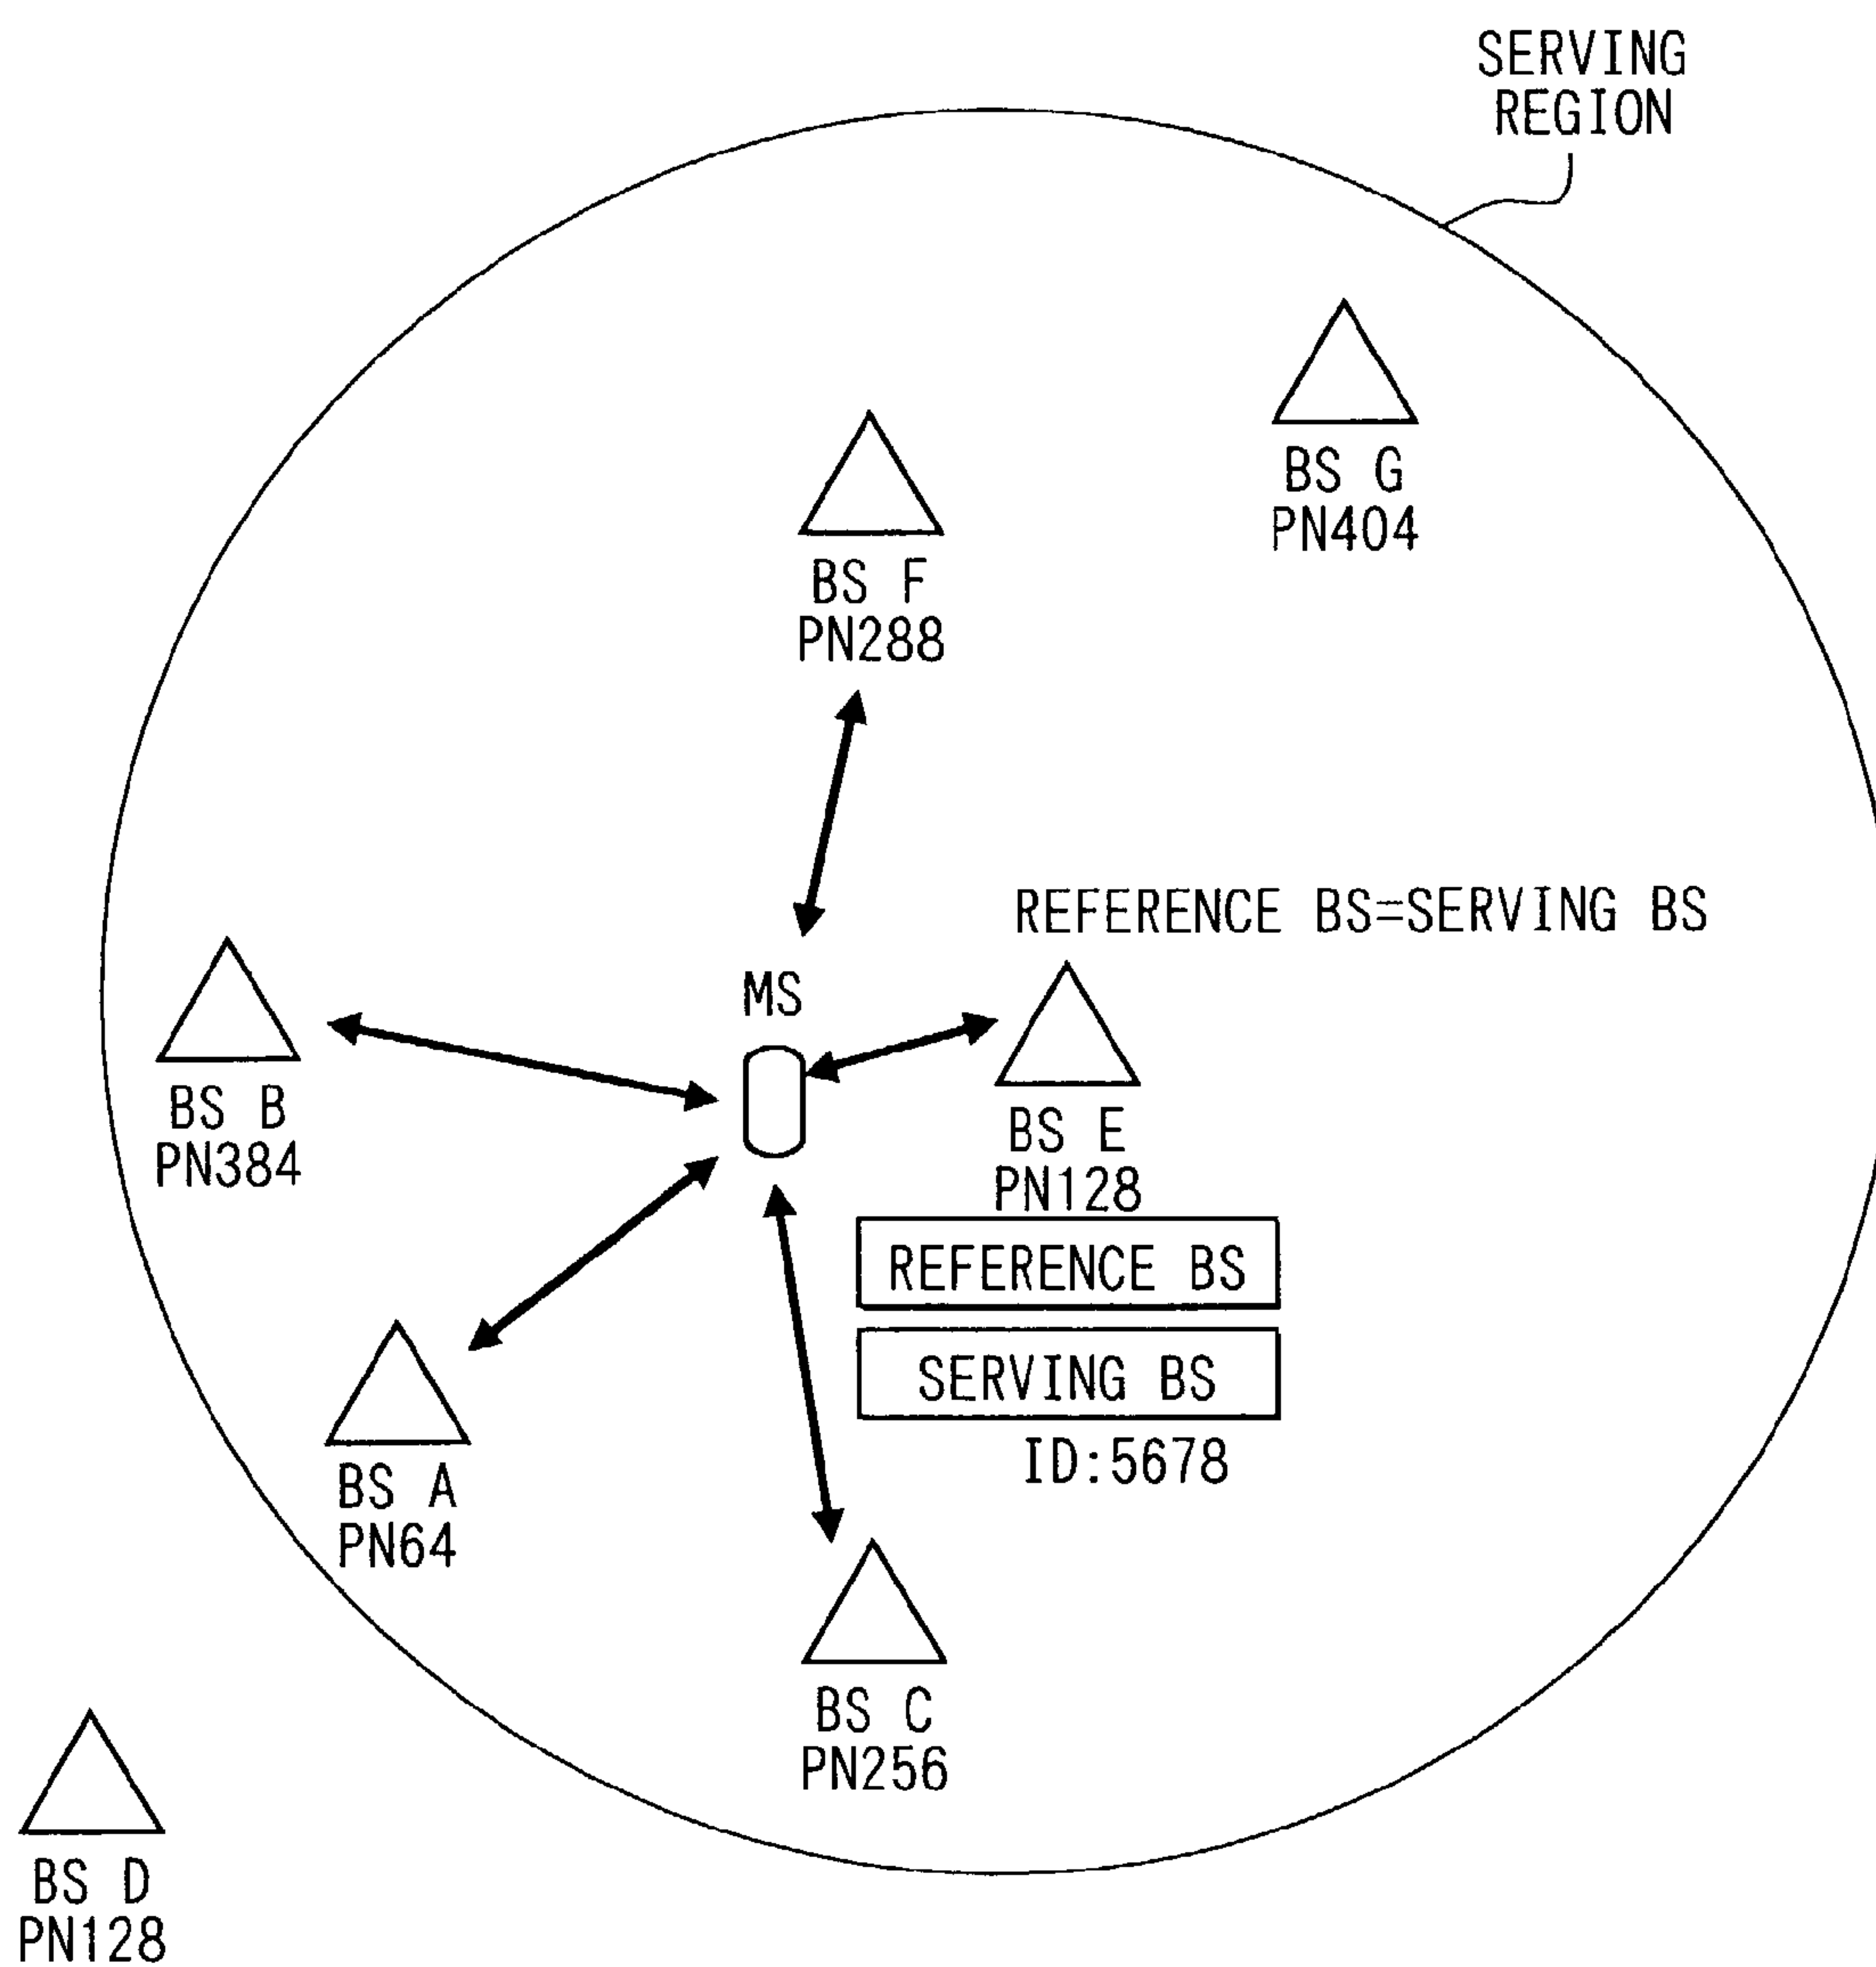 SERVING
REGION
BS G
PN404
BS F
PN288
REFERENCE BS=SERVING BS
MS
BS B
PN384
BS E
PN128
REFERENCE BS
SERVING BS
ID:5678
BS A
PN64
BS C
PN256
BS D
PN128